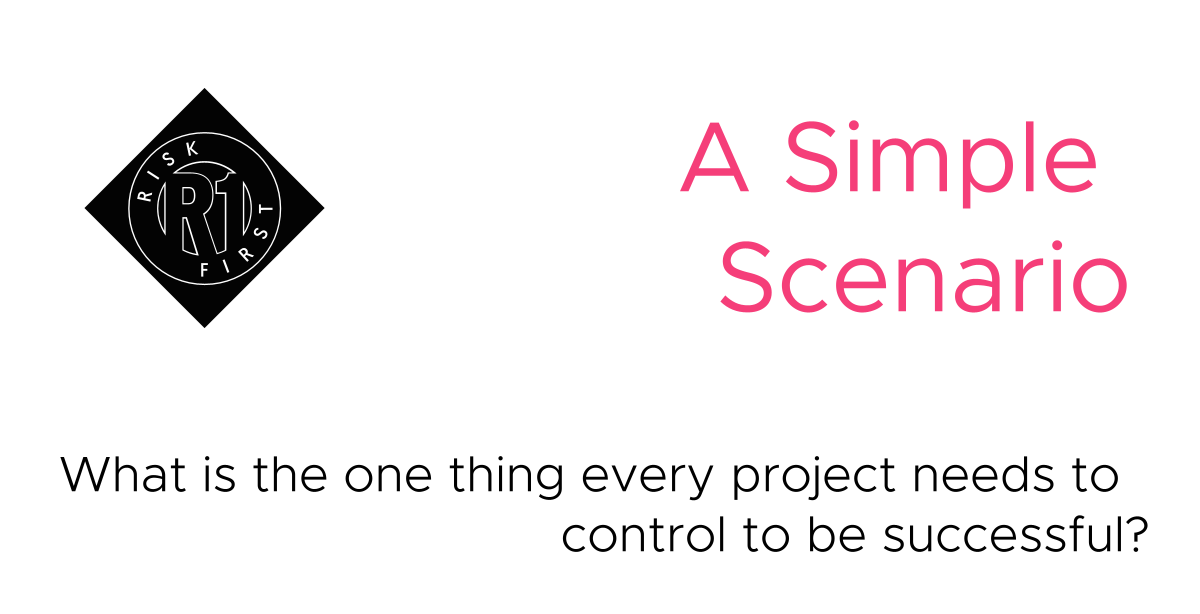 RISK
R1
FIRST
A Simple
Scenario
What is the one thing every project needs to
control to be successful?